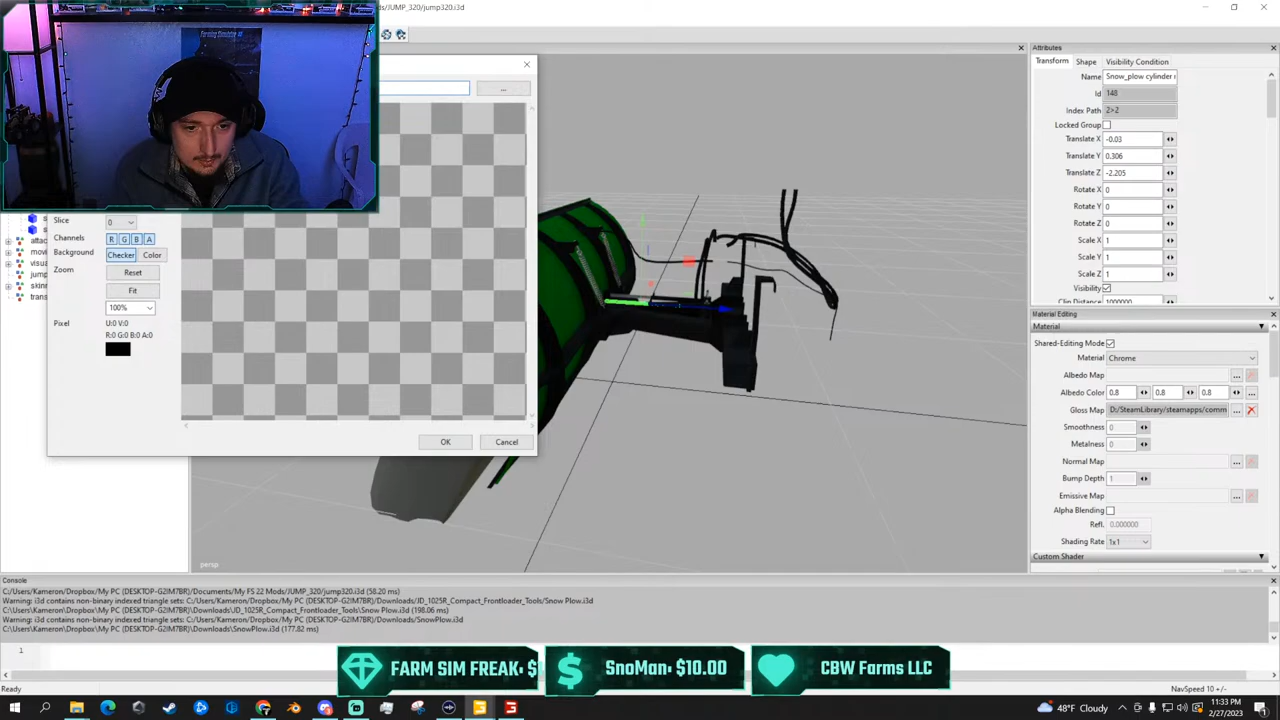 /JUMP_320/jump320.i3d
Farming Simulator
...
Slice
0
Channels
R G B A
Background
Checker
Color
Zoom
Reset
Fit
100%
Pixel
U:0 V:0
R:0 G:0 B:0 A:0
OK
Cancel
persp
Attributes
Transform
Shape
Visibility Condition
Name
Snow_plow cylinder
Id
148
Index Path
2>2
Locked Group
Translate X
-0.03
Translate Y
0.306
Translate Z
-2.205
Rotate X
0
Rotate Y
0
Rotate Z
0
Scale X
1
Scale Y
1
Scale Z
1
Visibility
Clip Distance
1000000
Material Editing
Material
Shared-Editing Mode
Material
Chrome
Albedo Map
...
Albedo Color
0.8
0.8
0.8
...
Gloss Map
D:/SteamLibrary/steamapps/comm
...
Smoothness
0
Metalness
0
Normal Map
...
Bump Depth
1
Emissive Map
...
Alpha Blending
Refl.
0.000000
Shading Rate
1x1
Custom Shader
Console
C:/Users/Kameron/Dropbox/My PC (DESKTOP-G2IM7BR)/Documents/My FS 22 Mods/JUMP_320/jump320.i3d (58.20 ms)
Warning: i3d contains non-binary indexed triangle sets: C:/Users/Kameron/Dropbox/My PC (DESKTOP-G2IM7BR)/Downloads/JD_1025R_Compact_Frontloader_Tools/Snow Plow.i3d
C:\Users\Kameron\Dropbox\My PC (DESKTOP-G2IM7BR)\Downloads\JD_1025R_Compact_Frontloader_Tools\Snow Plow.i3d (198.06 ms)
Warning: i3d contains non-binary indexed triangle sets: C:/Users/Kameron/Dropbox/My PC (DESKTOP-G2IM7BR)/Downloads/SnowPlow.i3d
C:\Users\Kameron\Dropbox\My PC (DESKTOP-G2IM7BR)\Downloads\SnowPlow.i3d (177.82 ms)
1
FARM SIM FREAK: $
SnoMan: $10.00
CBW Farms LLC
Ready
NavSpeed 10 +/-
48°F Cloudy
11:33 PM
2/27/2023